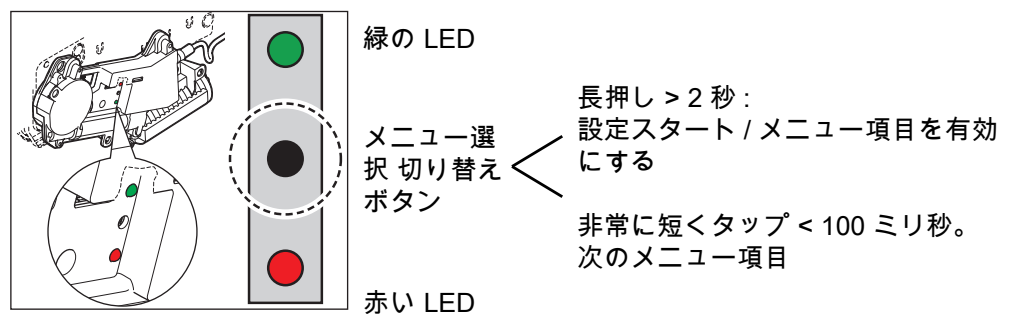 緑の LED
メニュー選
択 切り替え
ボタン
長押し > 2 秒 :
設定スタート / メニュー項目を有効
にする
非常に短くタップ < 100 ミリ秒。
次のメニュー項目
赤い LED